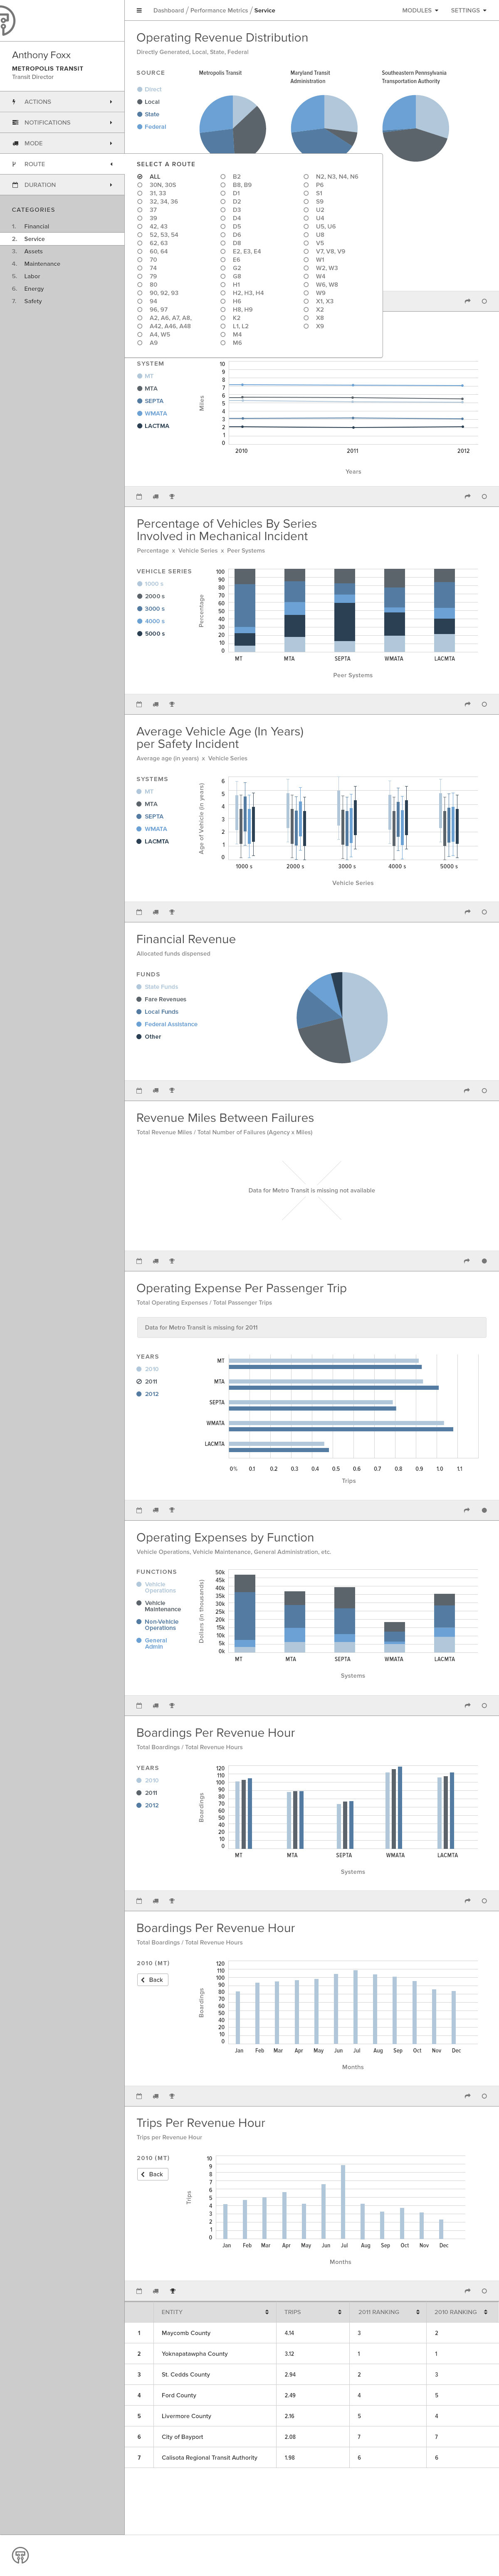 Dashboard / Performance Metrics / Service
MODULES
SETTINGS
Anthony Foxx
METROPOLIS TRANSIT
Transit Director
ACTIONS
NOTIFICATIONS
MODE
ROUTE
DURATION
CATEGORIES
1. Financial
2. Service
3. Assets
4. Maintenance
5. Labor
6. Energy
7. Safety
Operating Revenue Distribution
Directly Generated, Local, State, Federal
SOURCE
Direct
Local
State
Federal
Metropolis Transit
Maryland Transit
Administration
Southeastern Pennsylvania
Transportation Authority
SELECT A ROUTE
ALL
30N, 30S
31, 33
32, 34, 36
37
39
42, 43
52, 53, 54
62, 63
60, 64
70
74
79
80
90, 92, 93
94
96, 97
A2, A6, A7, A8,
A42, A46, A48
A4, W5
A9
B2
B8, B9
D1
D2
D3
D4
D5
D6
D8
E2, E3, E4
E6
G2
G8
H1
H2, H3, H4
H6
H8, H9
K2
L1, L2
M4
M6
N2, N3, N4, N6
P6
S1
S9
U2
U4
U5, U6
U8
V5
V7, V8, V9
W1
W2, W3
W4
W6, W8
W9
X1, X3
X2
X8
X9
SYSTEM
MT
MTA
SEPTA
WMATA
LACTMA
Miles
10
9
8
7
6
5
4
3
2
1
0
2010 2011 2012
Years
Percentage of Vehicles By Series
Involved in Mechanical Incident
Percentage x Vehicle Series x Peer Systems
VEHICLE SERIES
1000 s
2000 s
3000 s
4000 s
5000 s
Percentage
100
90
80
70
60
50
40
30
20
10
0
MT MTA SEPTA WMATA LACMTA
Peer Systems
Average Vehicle Age (In Years)
per Safety Incident
Average age (in years) x Vehicle Series
SYSTEMS
MT
MTA
SEPTA
WMATA
LACMTA
Age of Vehicle (in years)
6
5
4
3
2
1
0
1000 s 2000 s 3000 s 4000 s 5000 s
Vehicle Series
Financial Revenue
Allocated funds dispensed
FUNDS
State Funds
Fare Revenues
Local Funds
Federal Assistance
Other
Revenue Miles Between Failures
Total Revenue Miles / Total Number of Failures (Agency x Miles)
Data for Metro Transit is missing not available
Operating Expense Per Passenger Trip
Total Operating Expenses / Total Passenger Trips
Data for Metro Transit is missing for 2011
YEARS
2010
2011
2012
MT
MTA
SEPTA
WMATA
LACMTA
0% 0.1 0.2 0.3 0.4 0.5 0.6 0.7 0.8 0.9 1.0 1.1
Trips
Operating Expenses by Function
Vehicle Operations, Vehicle Maintenance, General Administration, etc.
FUNCTIONS
Vehicle
Operations
Vehicle
Maintenance
Non-Vehicle
Operations
General
Admin
Dollars (in thousands)
50k
45k
40k
35k
30k
25k
20k
15k
10k
5k
0k
MT MTA SEPTA WMATA LACMTA
Systems
Boardings Per Revenue Hour
Total Boardings / Total Revenue Hours
YEARS
2010
2011
2012
Boardings
120
110
100
90
80
70
60
50
40
20
10
0
MT MTA SEPTA WMATA LACMTA
Systems
Boardings Per Revenue Hour
Total Boardings / Total Revenue Hours
2010 (MT)
Back
Boardings
120
110
100
90
80
70
60
50
40
20
10
0
Jan Feb Mar Apr May Jun Jul Aug Sep Oct Nov Dec
Months
Trips Per Revenue Hour
Trips per Revenue Hour
2010 (MT)
Back
Trips
10
9
8
7
6
5
4
3
2
1
0
Jan Feb Mar Apr May Jun Jul Aug Sep Oct Nov Dec
Months
ENTITY TRIPS 2011 RANKING 2010 RANKING
1 Maycomb County 4.14 3 2
2 Yoknapatawpha County 3.12 1 1
3 St. Cedds County 2.94 2 3
4 Ford County 2.49 4 5
5 Livermore County 2.16 5 4
6 City of Bayport 2.08 7 7
7 Calisota Regional Transit Authority 1.98 6 6